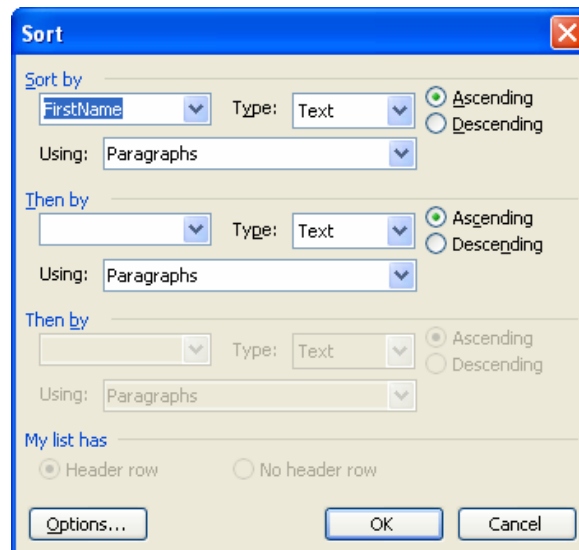 Sort
Sort by
FirstName Type: Text Ascending
Descending
Using: Paragraphs
Then by
Type: Text Ascending
Descending
Using: Paragraphs
Then by
Type: Text Ascending
Descending
Using: Paragraphs
My list has
Header row No header row
Options... OK Cancel